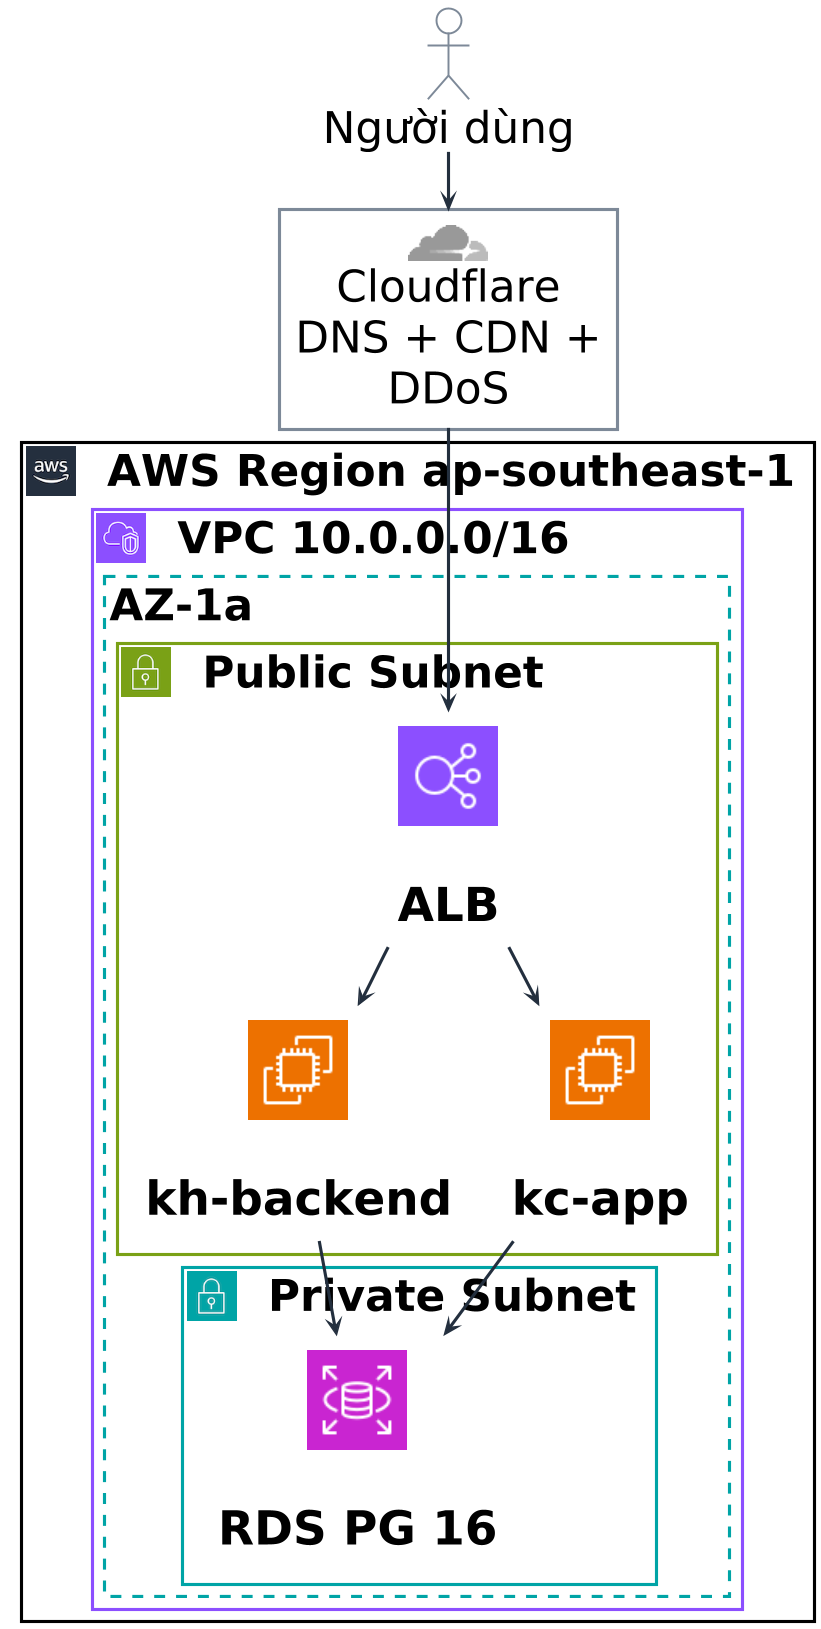 Người dùng
Cloudflare
DNS + CDN +
DDoS
aws
AWS Region ap-southeast-1
VPC 10.0.0.0/16
AZ-1a
Public Subnet
ALB
kh-backend
kc-app
Private Subnet
RDS PG 16